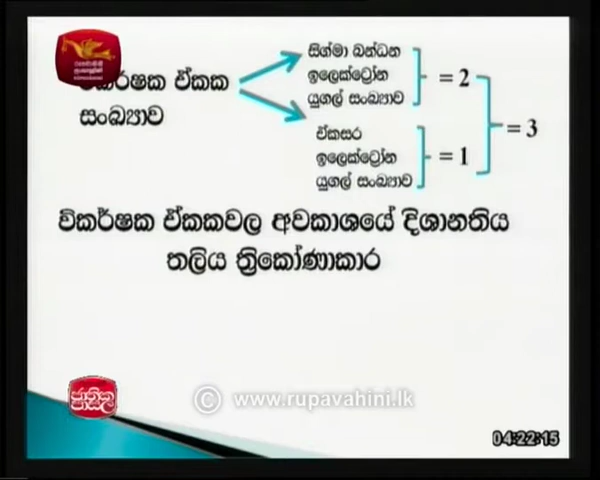 සිග්මා බන්ධන
ඉලෙක්ට්‍රෝන
යුගල් සංඛ්‍යාව
= 2
ඒකක
සංඛ්‍යාව
ඒකසර
ඉලෙක්ට්‍රෝන
යුගල් සංඛ්‍යාව
= 1
= 3
විකර්ෂක ඒකකවල අවකාශයේ දිශානතිය
තලිය ත්‍රිකෝණාකාර
ජාතික
පාසල
© www.rupavahini.lk
04:22:15